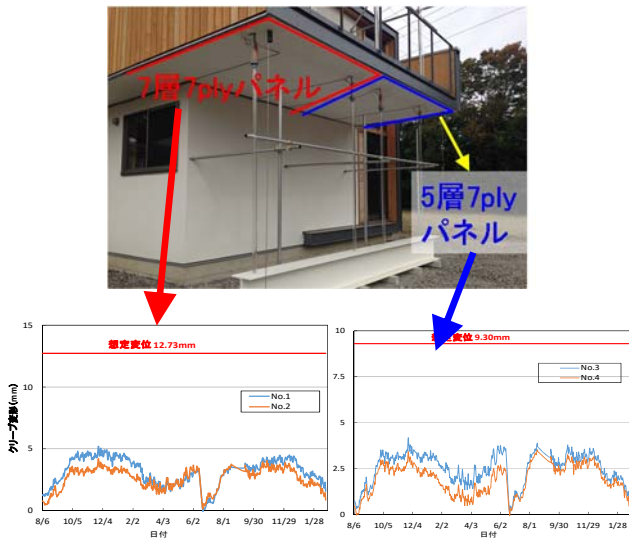 7層7plyパネル
5層7ply
パネル
15
10
5
0
クリープ変形(mm)
想定変位 12.73mm
No.1
No.2
8/6 10/5 12/4 2/2 4/3 6/2 8/1 9/30 11/29 1/28
日付
10
7.5
5
2.5
0
変位 9.30mm
No.3
No.4
8/6 10/5 12/4 2/2 4/3 6/2 8/1 9/30 11/29 1/28
日付